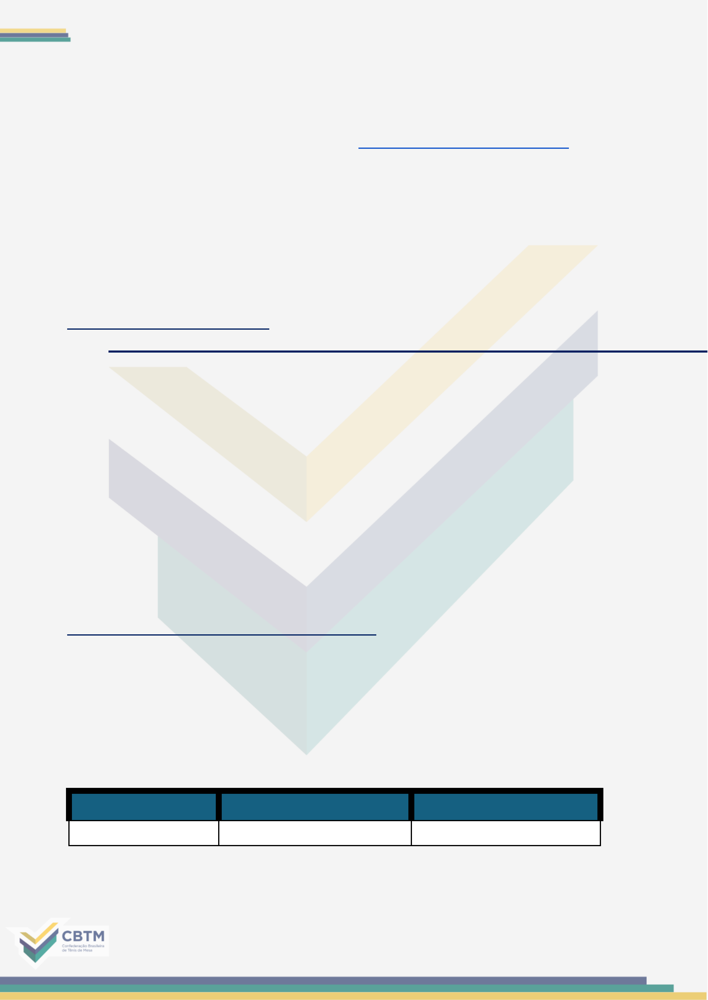 CBTM
Confederação Brasileira
de Tênis de Mesa